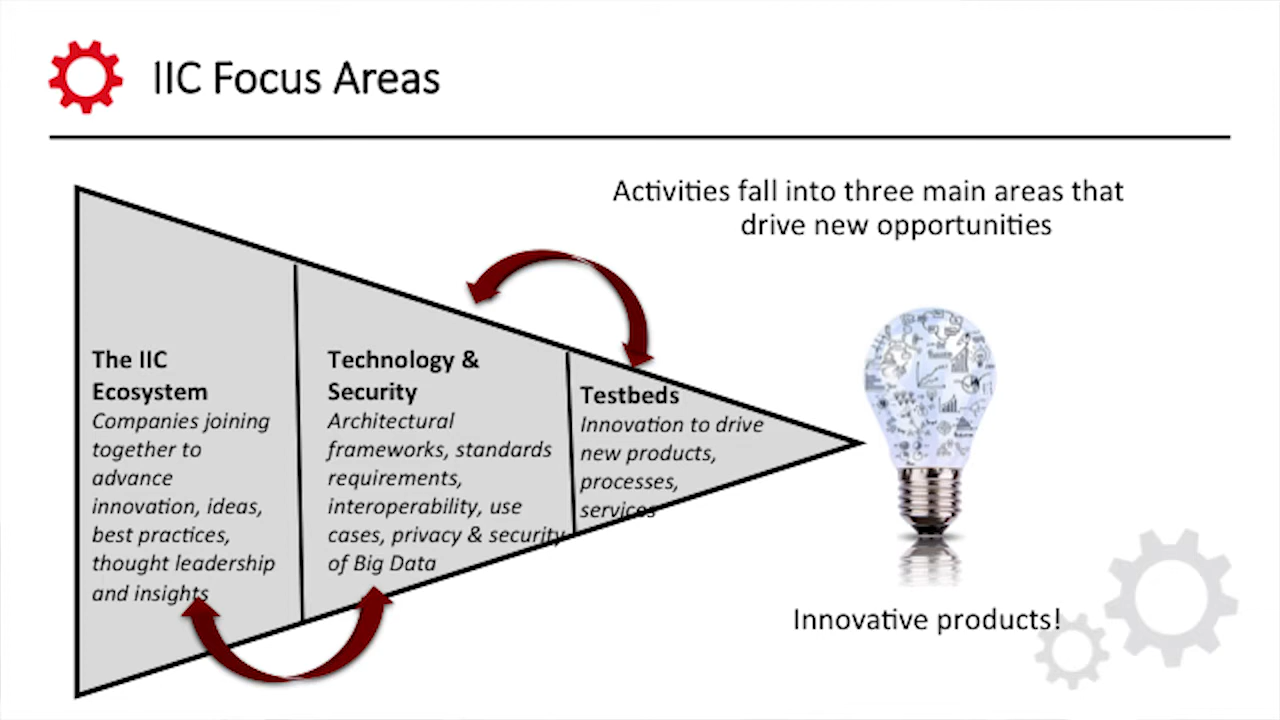 IIC Focus Areas
Activities fall into three main areas that
drive new opportunities
The IIC
Ecosystem
Companies joining
together to
advance
innovation, ideas,
best practices,
thought leadership
and insights
Technology &
Security
Architectural
frameworks, standards
requirements,
interoperability, use
cases, privacy & security
of Big Data
Testbeds
Innovation to drive
new products,
processes,
services
Innovative products!